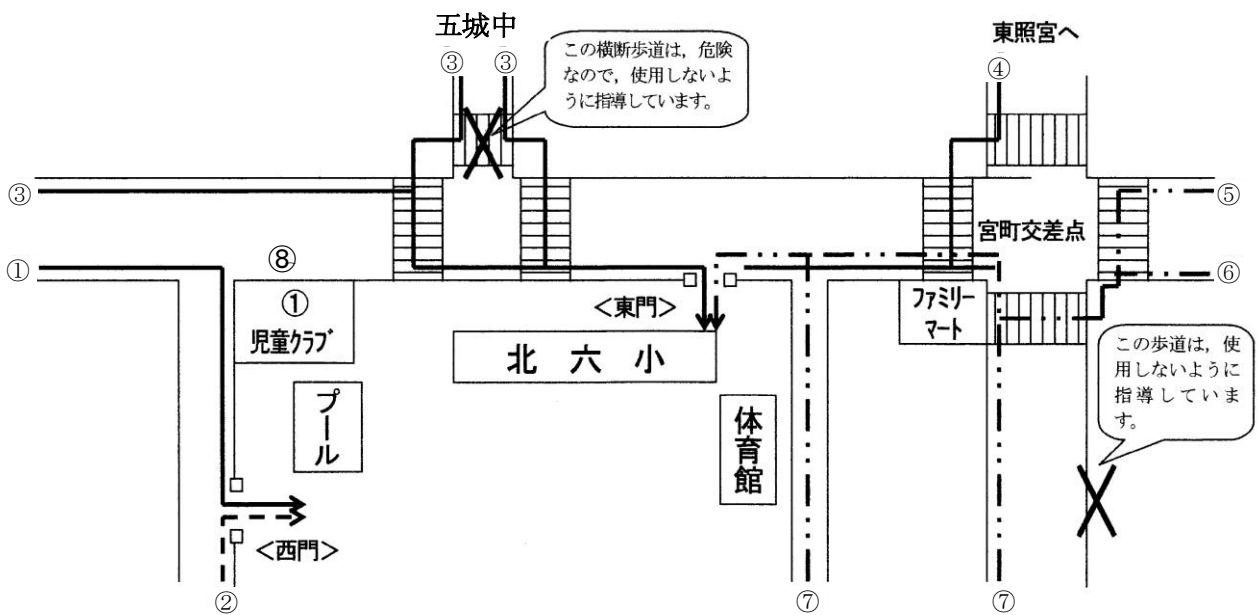 五城中
東照宮へ
③
③
この横断歩道は，危険
なので，使用しないよ
うに指導しています。
④
③
⑤
宮町交差点
①
⑧
⑥
①
児童クラブ
＜東門＞
ファミリー
マート
北六小
この歩道は，使
用しないように
指導していま
す。
プール
体育館
＜西門＞
②
⑦
⑦